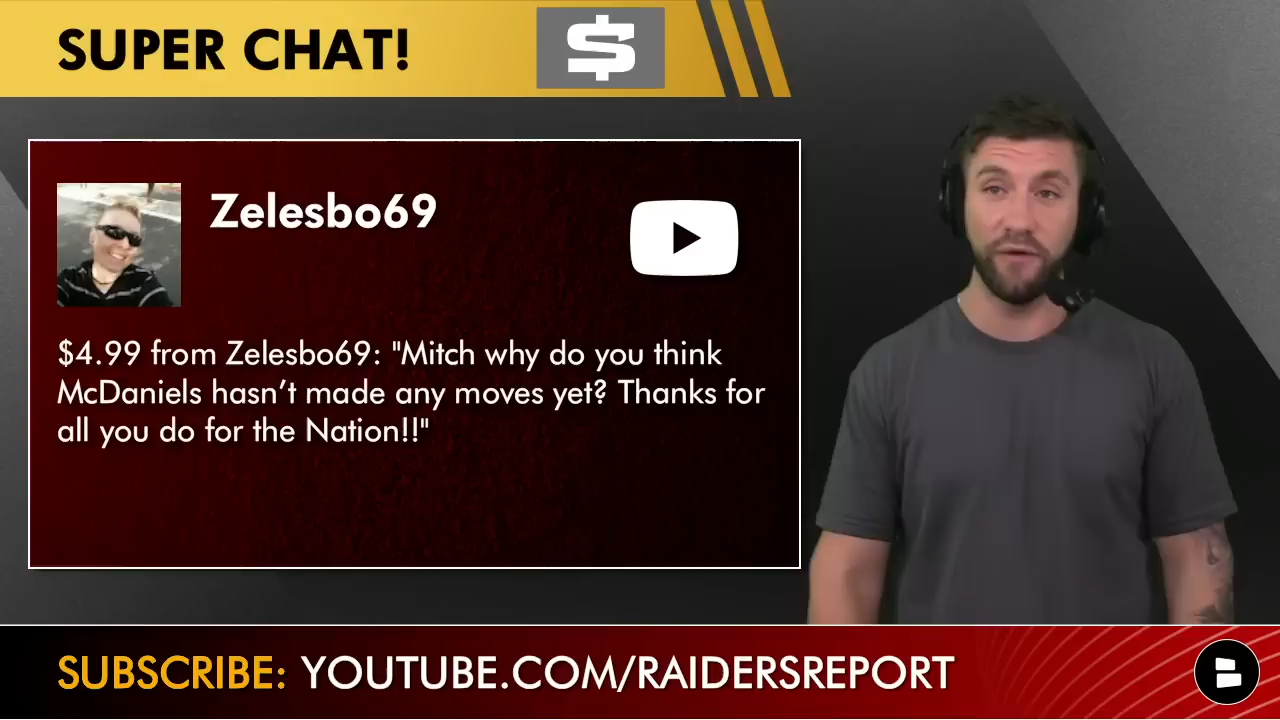 SUPER CHAT!
Zelesbo69
$4.99 from Zelesbo69: "Mitch why do you think
McDaniels hasn’t made any moves yet? Thanks for
all you do for the Nation!!"
SUBSCRIBE: YOUTUBE.COM/RAIDERSREPORT